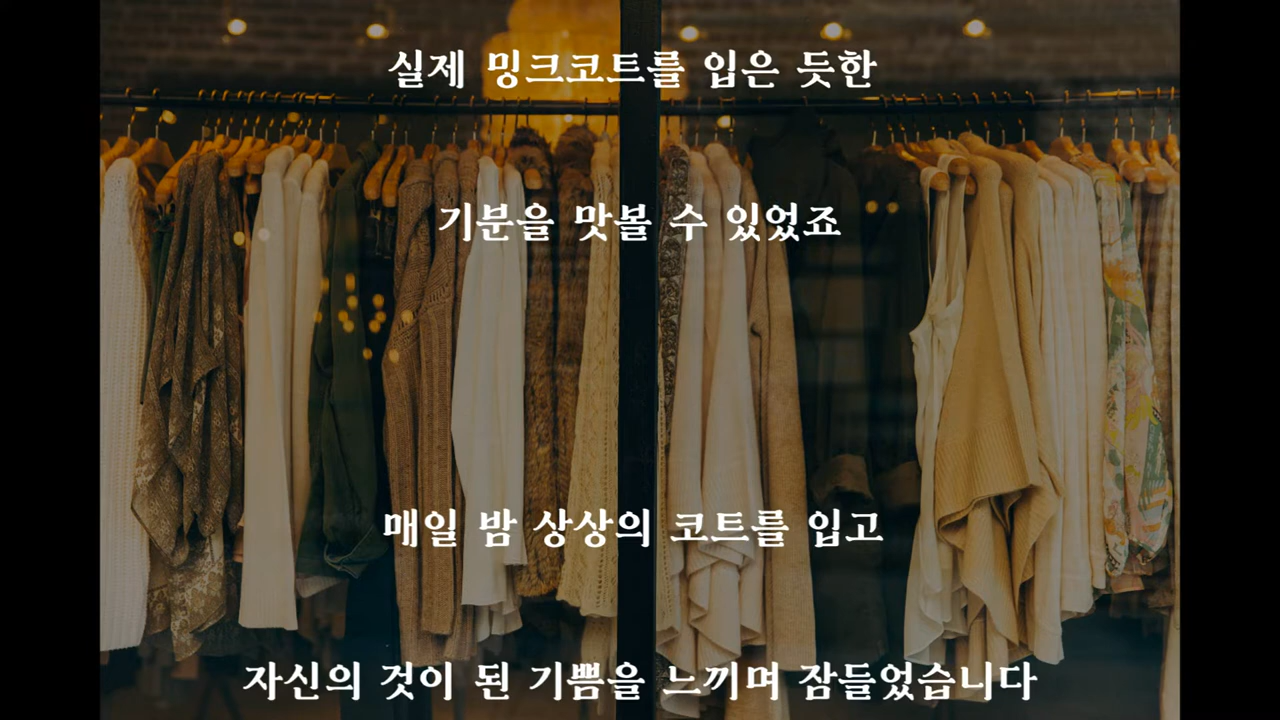 실제 밍크코트를 입은 듯한
기분을 맛볼 수 있었죠
매일 밤 상상의 코트를 입고
자신의 것이 된 기쁨을 느끼며 잠들었습니다